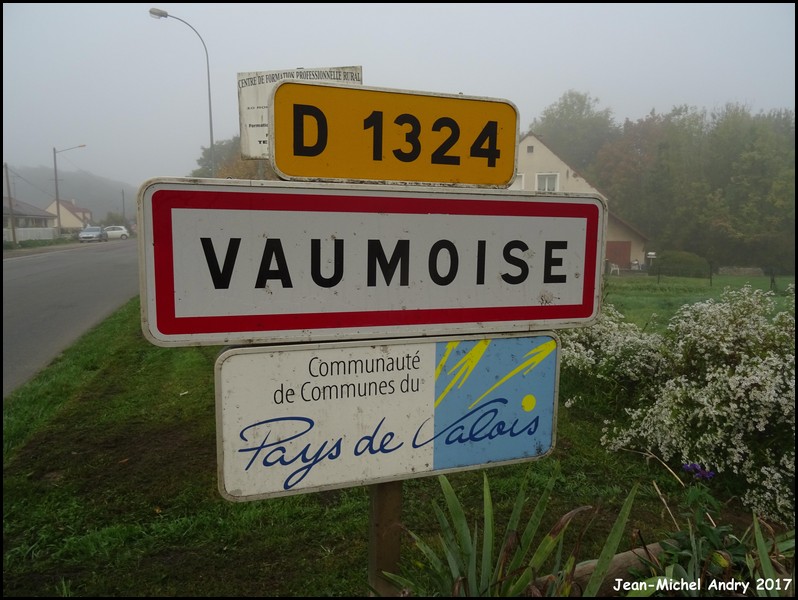 CENTRE DE FORMATION PROFESSIONNELLE RURAL
D 1324
VAUMOISE
Communauté
de Communes du
Pays de Valois
Jean-Michel Andry 2017